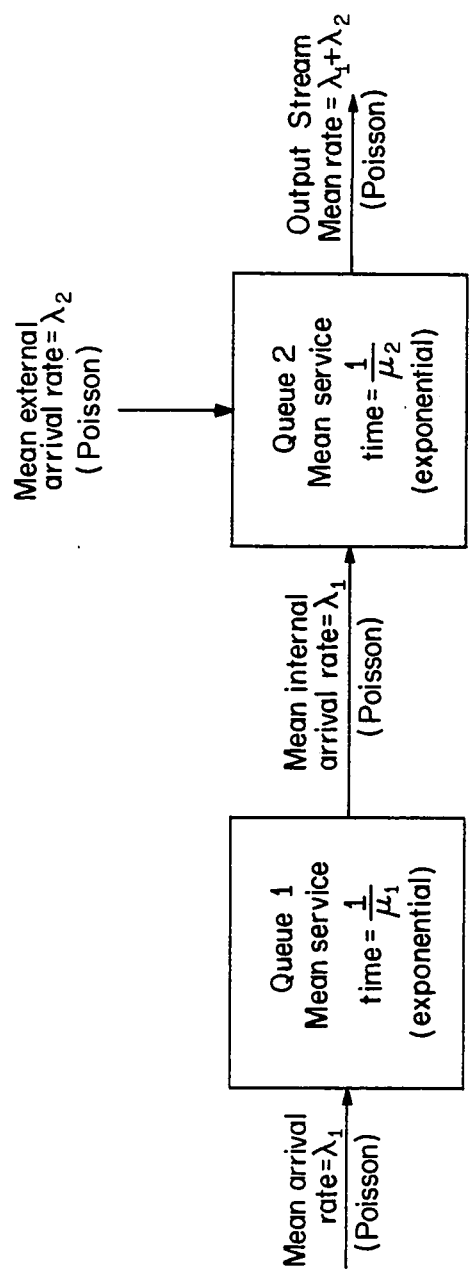 Mean arrival
rate=λ₁
(Poisson)
Queue 1
Mean service
time = 1/μ₁
(exponential)
Mean internal
arrival rate=λ₁
(Poisson)
Mean external
arrival rate=λ₂
(Poisson)
Queue 2
Mean service
time = 1/μ₂
(exponential)
Output Stream
Mean rate = λ₁+λ₂
(Poisson)